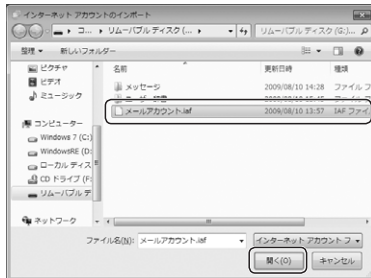 インターネット アカウントのインポート
コ... ▸ リムーバブル ディスク (... ▸
リムーバブル ディスク (G:)...
整理 ▾ 新しいフォルダー
ピクチャ
ビデオ
ミュージック
コンピューター
Windows 7 (C:)
WindowsRE (D:
ローカル ディス
CD ドライブ (F:
リムーバブル デ
ネットワーク
名前 更新日時 種類
メッセージ 2009/08/10 14:28 ファイル フ
メールアカウント.iaf 2009/08/10 13:57 IAF ファイ
ファイル名(N): メールアカウント.iaf
インターネット アカウント フ
開く(O) キャンセル